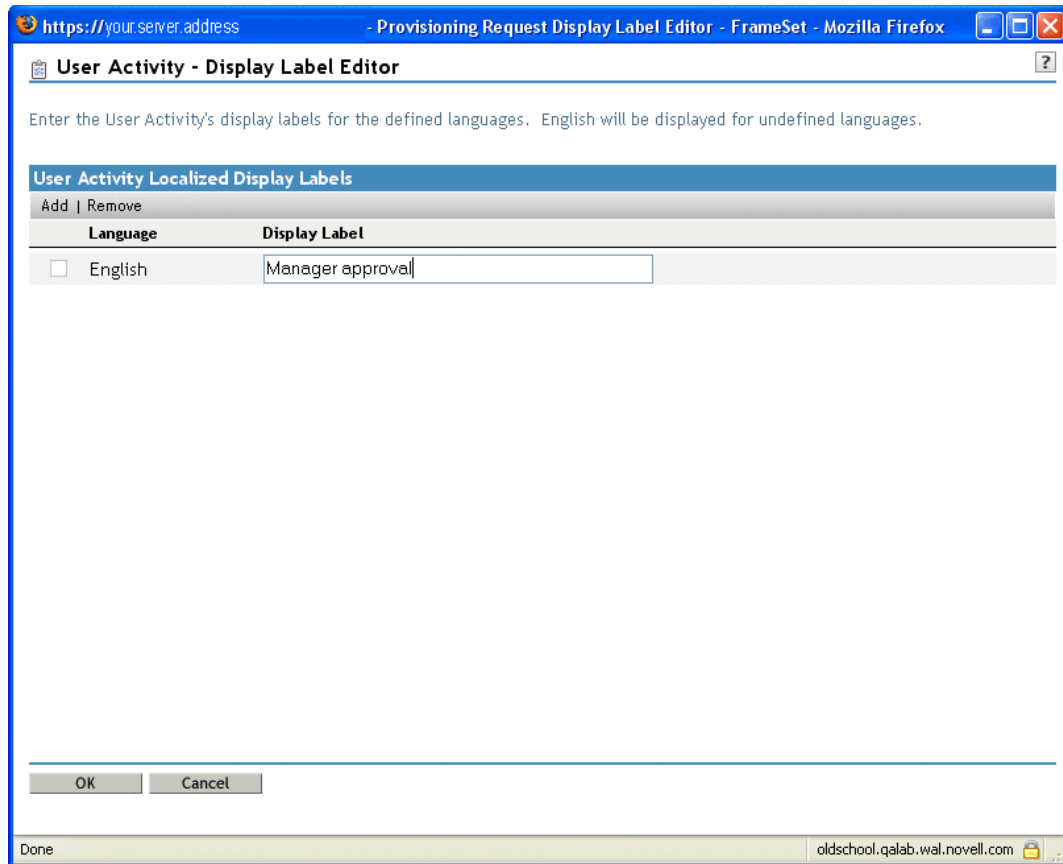 https://your.server.address - Provisioning Request Display Label Editor - FrameSet - Mozilla Firefox
User Activity - Display Label Editor
?
Enter the User Activity's display labels for the defined languages. English will be displayed for undefined languages.
User Activity Localized Display Labels
Add | Remove
Language Display Label
English Manager approval
OK Cancel
Done oldschool.qalab.wal.novell.com